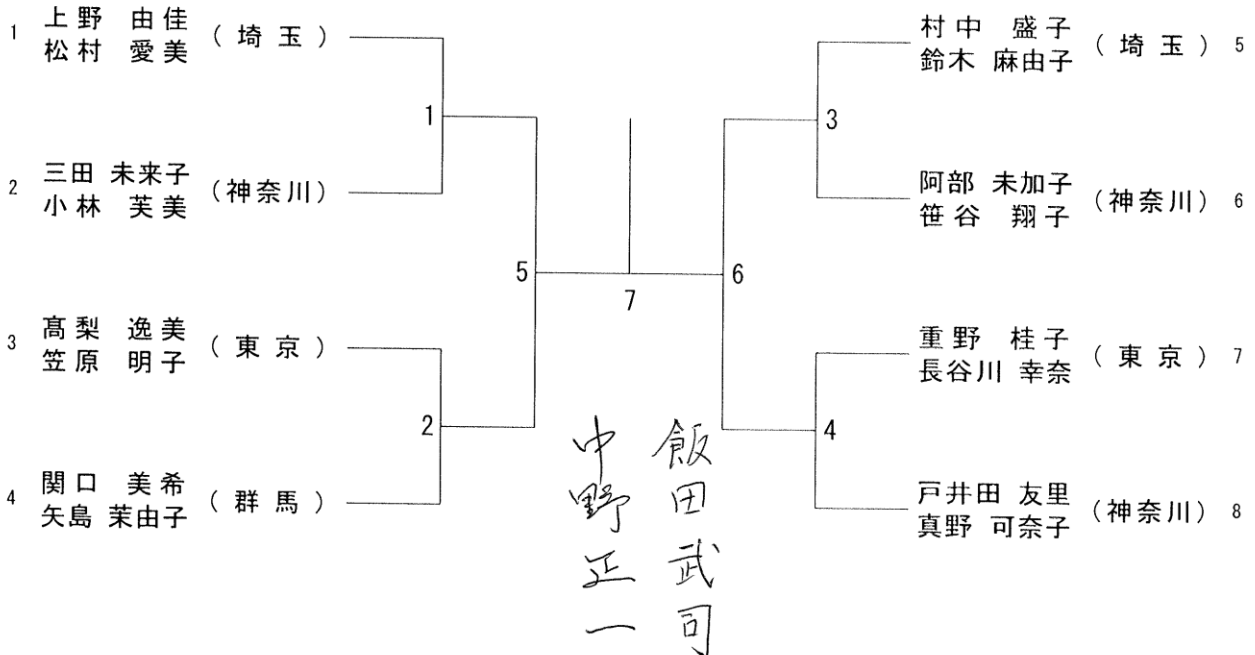 1 上野 由佳 (埼玉)
松村 愛美
2 三田 未来子 (神奈川)
小林 芙美
3 髙梨 逸美 (東京)
笠原 明子
4 関口 美希 (群馬)
矢島 茉由子
1
2
5
7
6
3
4
村中 盛子 (埼玉) 5
鈴木 麻由子
阿部 未加子 (神奈川) 6
笹谷 翔子
重野 桂子 (東京) 7
長谷川 幸奈
戸井田 友里 (神奈川) 8
真野 可奈子
飯田武司
中野正一